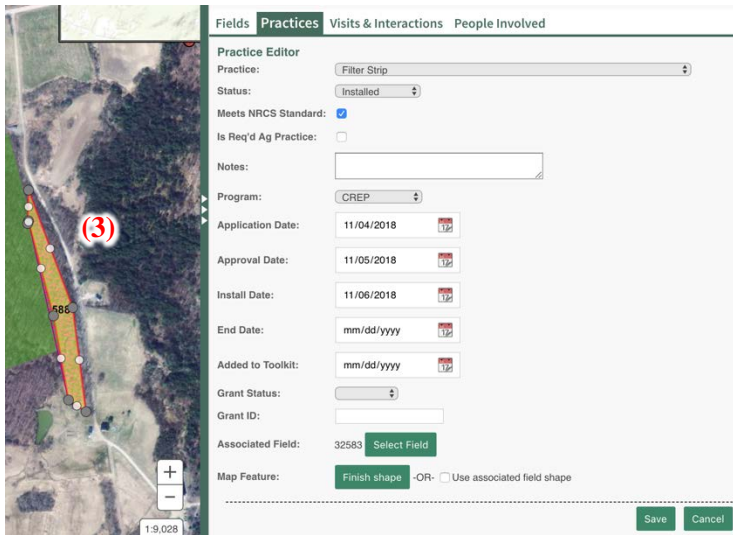 Fields Practices Visits & Interactions People Involved
Practice Editor
Practice: Filter Strip
Status: Installed
Meets NRCS Standard:
Is Req'd Ag Practice:
Notes:
Program: CREP
(3)
Application Date: 11/04/2018
Approval Date: 11/05/2018
Install Date: 11/06/2018
588
End Date: mm/dd/yyyy
Added to Toolkit: mm/dd/yyyy
Grant Status:
Grant ID:
Associated Field: 32583 Select Field
Map Feature: Finish shape -OR- Use associated field shape
+
−
Save Cancel
1:9,028